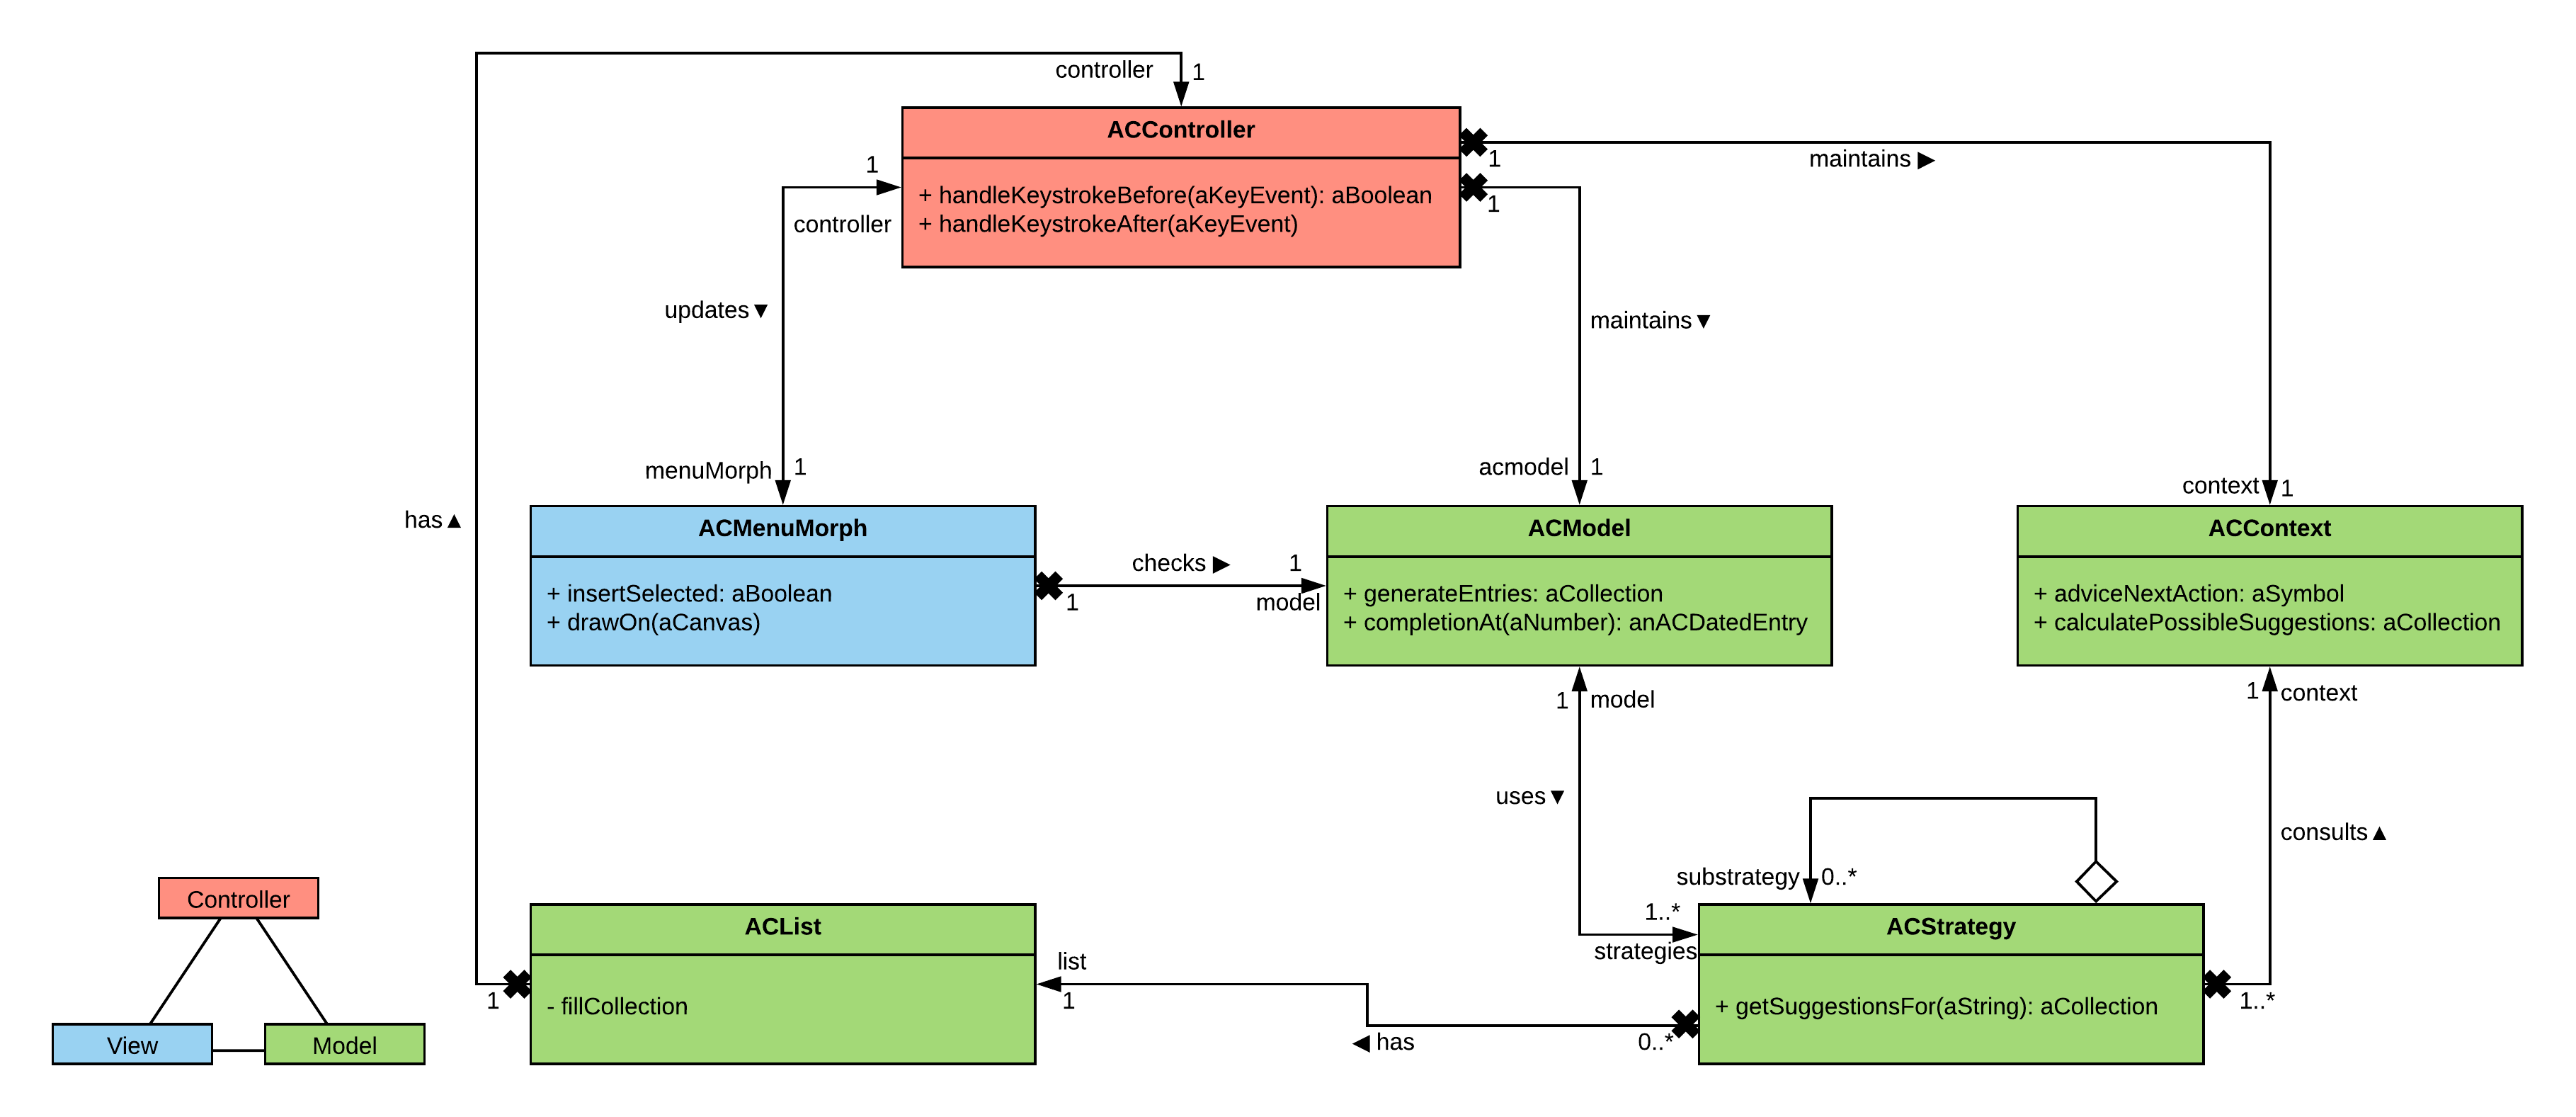 controller
1
ACController
+ handleKeystrokeBefore(aKeyEvent): aBoolean
+ handleKeystrokeAfter(aKeyEvent)
1
controller
1
maintains ▶
1
updates ▼
maintains ▼
menuMorph
1
acmodel
1
context
1
has ▲
ACMenuMorph
+ insertSelected: aBoolean
+ drawOn(aCanvas)
checks ▶
1
1
model
ACModel
+ generateEntries: aCollection
+ completionAt(aNumber): anACDatedEntry
ACContext
+ adviceNextAction: aSymbol
+ calculatePossibleSuggestions: aCollection
1
model
1
context
uses ▼
consults ▲
substrategy
0..*
1..*
strategies
ACList
- fillCollection
1
list
1
◀ has
0..*
ACStrategy
+ getSuggestionsFor(aString): aCollection
1..*
Controller
View
Model